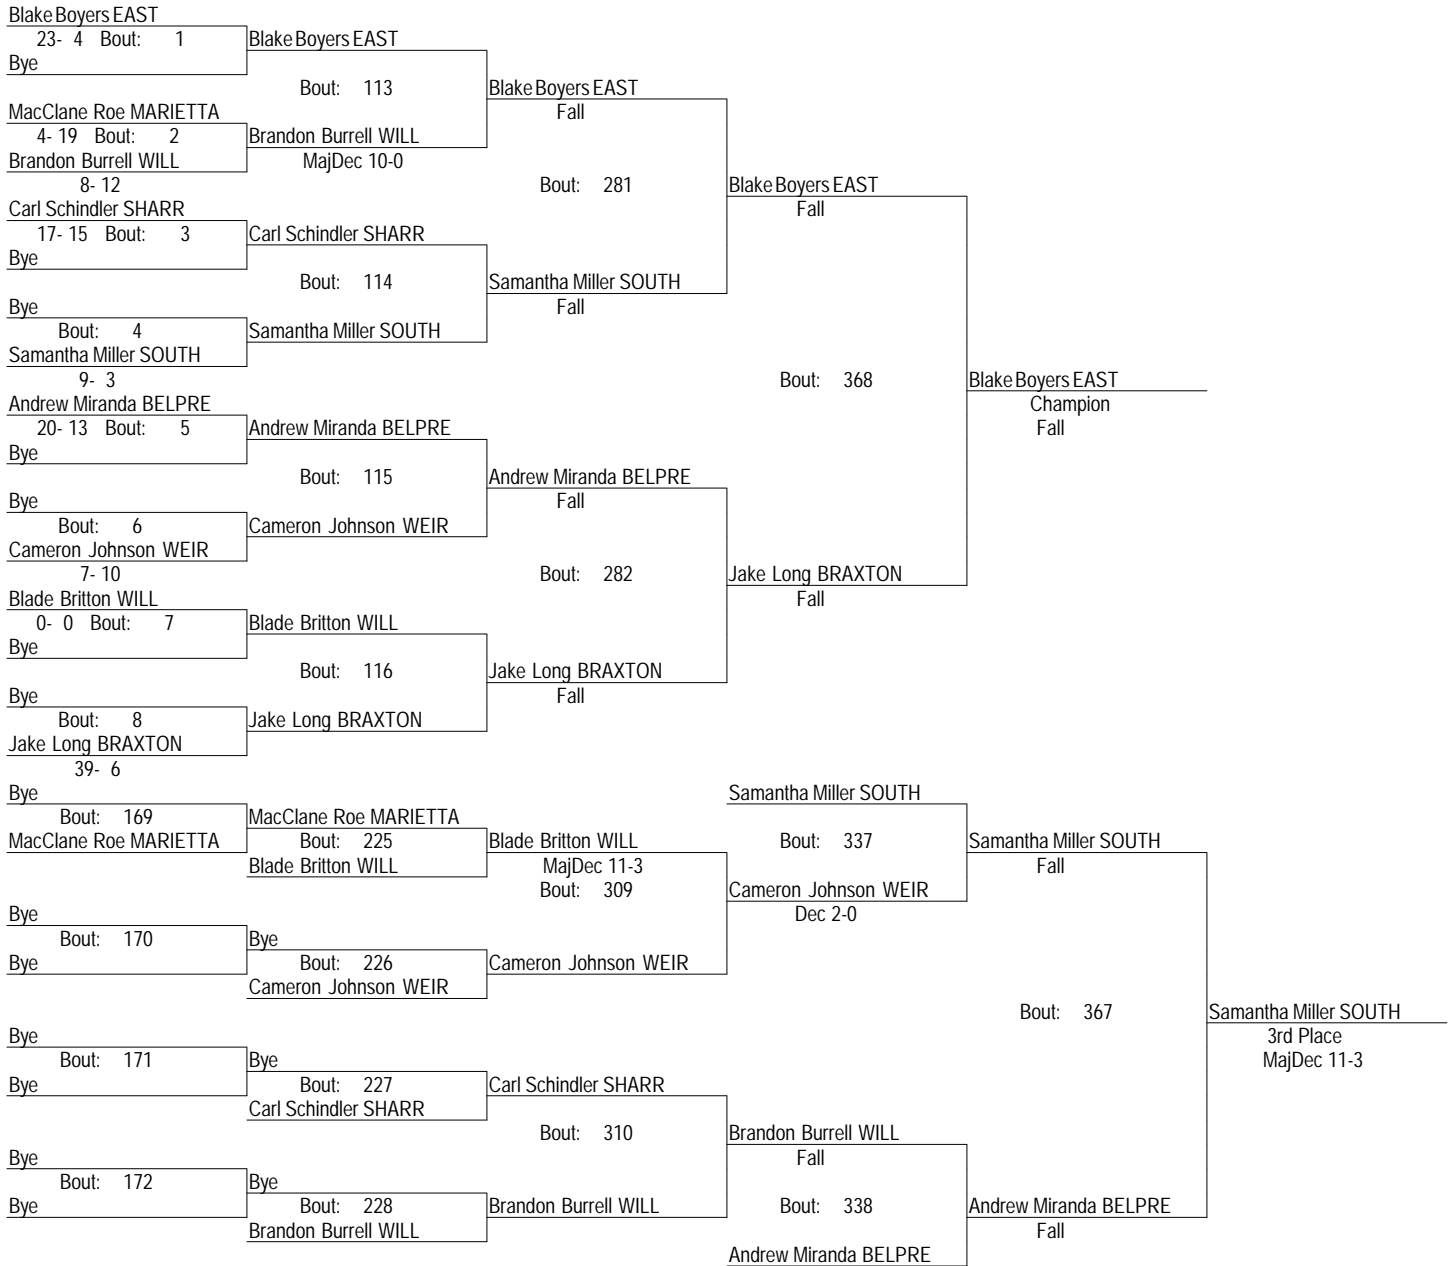 Blake Boyers EAST
23- 4 Bout: 1 Blake Boyers EAST
Bye
Bout: 113 Blake Boyers EAST
MacClane Roe MARIETTA Fall
4- 19 Bout: 2 Brandon Burrell WILL
Brandon Burrell WILL MajDec 10-0
8- 12 Bout: 281 Blake Boyers EAST
Carl Schindler SHARR Fall
17- 15 Bout: 3 Carl Schindler SHARR
Bye
Bout: 114 Samantha Miller SOUTH
Bye Fall
Bout: 4 Samantha Miller SOUTH
Samantha Miller SOUTH
9- 3 Bout: 368 Blake Boyers EAST
Andrew Miranda BELPRE Champion
20- 13 Bout: 5 Andrew Miranda BELPRE Fall
Bye
Bout: 115 Andrew Miranda BELPRE
Bye Fall
Bout: 6 Cameron Johnson WEIR
Cameron Johnson WEIR
7- 10 Bout: 282 Jake Long BRAXTON
Blade Britton WILL Fall
0- 0 Bout: 7 Blade Britton WILL
Bye
Bout: 116 Jake Long BRAXTON
Bye Fall
Bout: 8 Jake Long BRAXTON
Jake Long BRAXTON
39- 6
Bye Samantha Miller SOUTH
Bout: 169 MacClane Roe MARIETTA
MacClane Roe MARIETTA Bout: 225 Blade Britton WILL Bout: 337 Samantha Miller SOUTH
Blade Britton WILL MajDec 11-3 Fall
Bout: 309 Cameron Johnson WEIR
Bye Dec 2-0
Bout: 170 Bye
Bye Bout: 226 Cameron Johnson WEIR
Cameron Johnson WEIR
Bout: 367 Samantha Miller SOUTH
Bye 3rd Place
Bout: 171 Bye MajDec 11-3
Bye Bout: 227 Carl Schindler SHARR
Carl Schindler SHARR
Bout: 310 Brandon Burrell WILL
Bye Fall
Bout: 172 Bye
Bye Bout: 228 Brandon Burrell WILL Bout: 338 Andrew Miranda BELPRE
Brandon Burrell WILL Fall
Andrew Miranda BELPRE